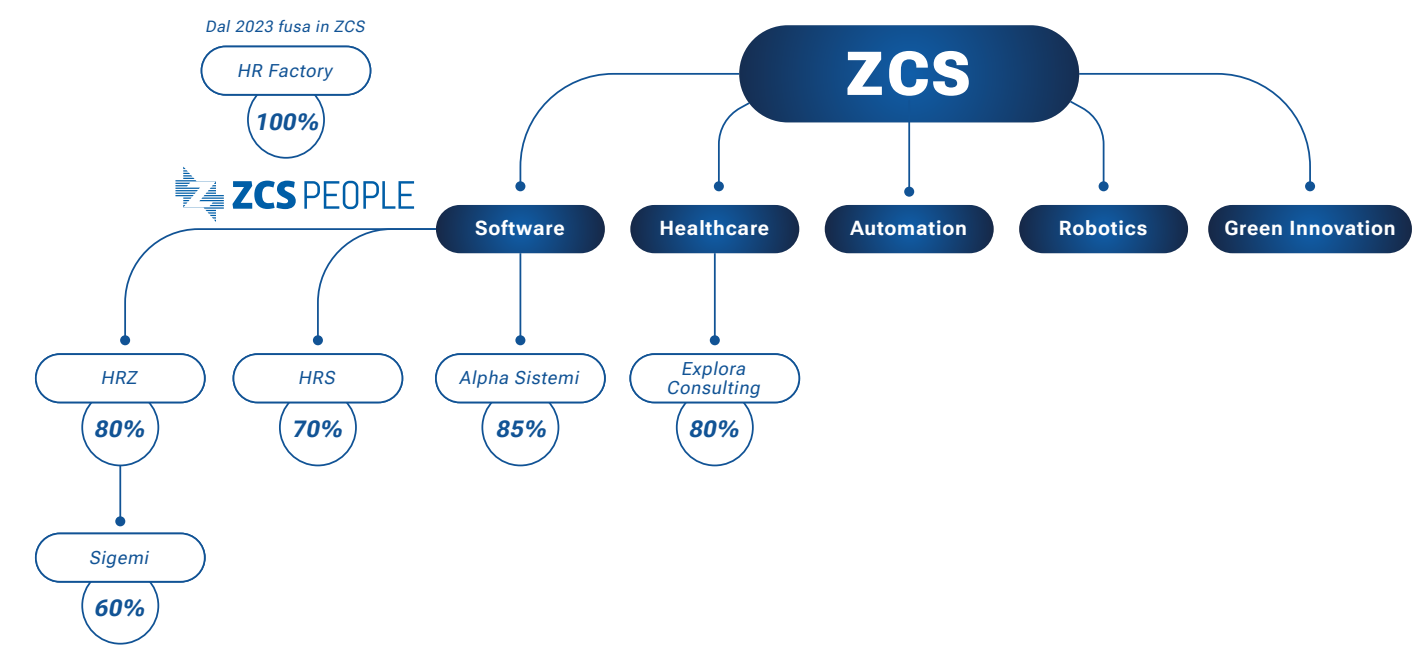 Dal 2023 fusa in ZCS
HR Factory
100%
ZCS
ZCS PEOPLE
Software
Healthcare
Automation
Robotics
Green Innovation
HRZ
80%
HRS
70%
Alpha Sistemi
85%
Explora
Consulting
80%
Sigemi
60%